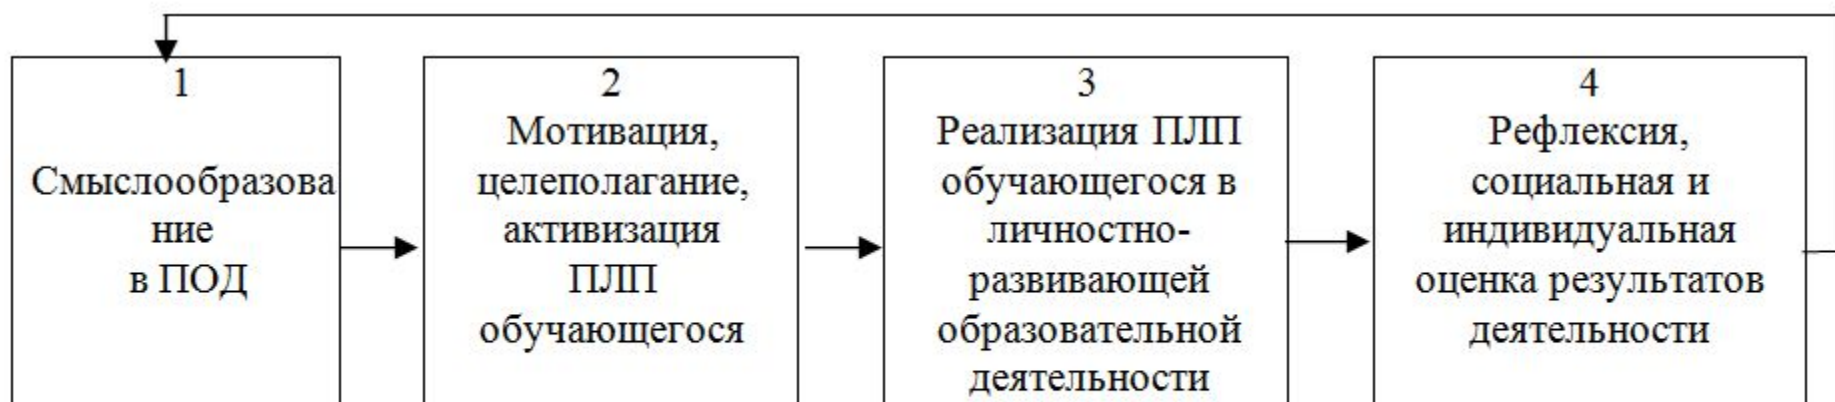 1
Смыслообразова
ние
в ПОД
2
Мотивация,
целеполагание,
активизация
ПЛП
обучающегося
3
Реализация ПЛП
обучающегося в
личностно-
развивающей
образовательной
деятельности
4
Рефлексия,
социальная и
индивидуальная
оценка результатов
деятельности